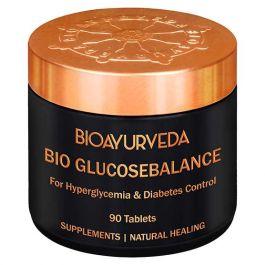 BIOAYURVEDA
BIO GLUCOSEBALANCE
For Hyperglycemia & Diabetes Control
90 Tablets
SUPPLEMENTS | NATURAL HEALING